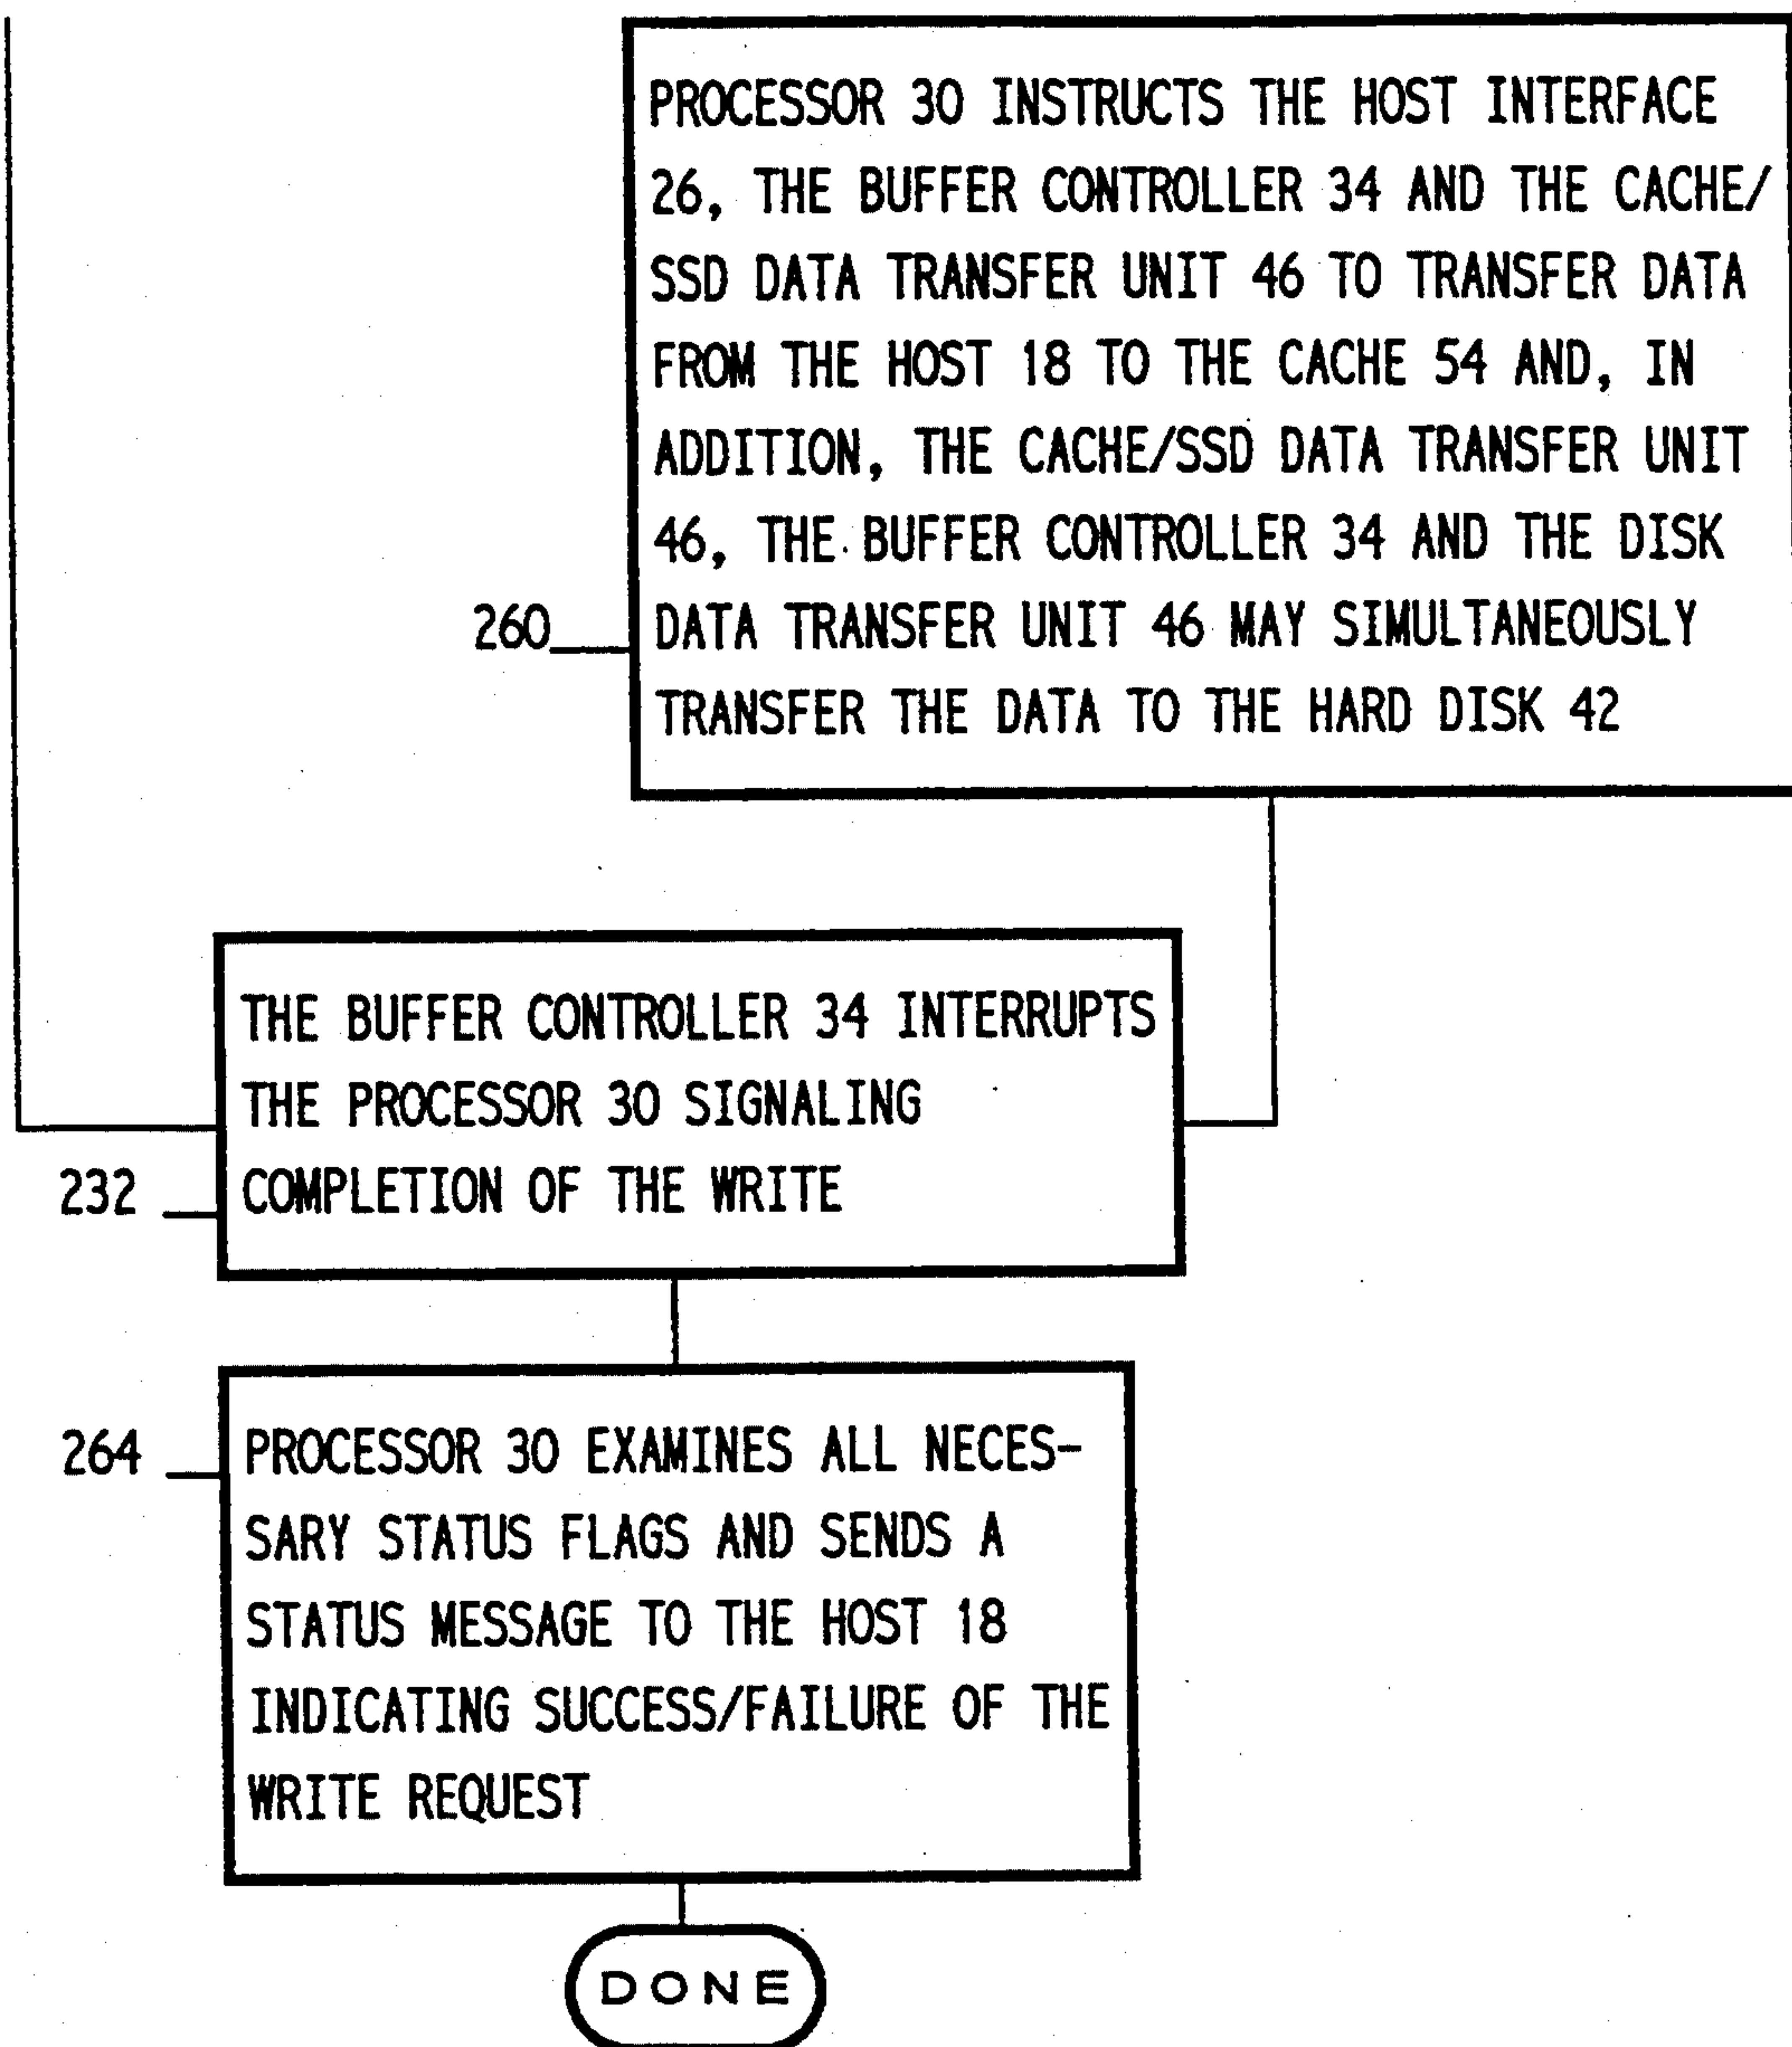 PROCESSOR 30 INSTRUCTS THE HOST INTERFACE
26, THE BUFFER CONTROLLER 34 AND THE CACHE/
SSD DATA TRANSFER UNIT 46 TO TRANSFER DATA
FROM THE HOST 18 TO THE CACHE 54 AND, IN
ADDITION, THE CACHE/SSD DATA TRANSFER UNIT
46, THE BUFFER CONTROLLER 34 AND THE DISK
260 DATA TRANSFER UNIT 46 MAY SIMULTANEOUSLY
TRANSFER THE DATA TO THE HARD DISK 42
THE BUFFER CONTROLLER 34 INTERRUPTS
THE PROCESSOR 30 SIGNALING
232 COMPLETION OF THE WRITE
264 PROCESSOR 30 EXAMINES ALL NECES-
SARY STATUS FLAGS AND SENDS A
STATUS MESSAGE TO THE HOST 18
INDICATING SUCCESS/FAILURE OF THE
WRITE REQUEST
DONE